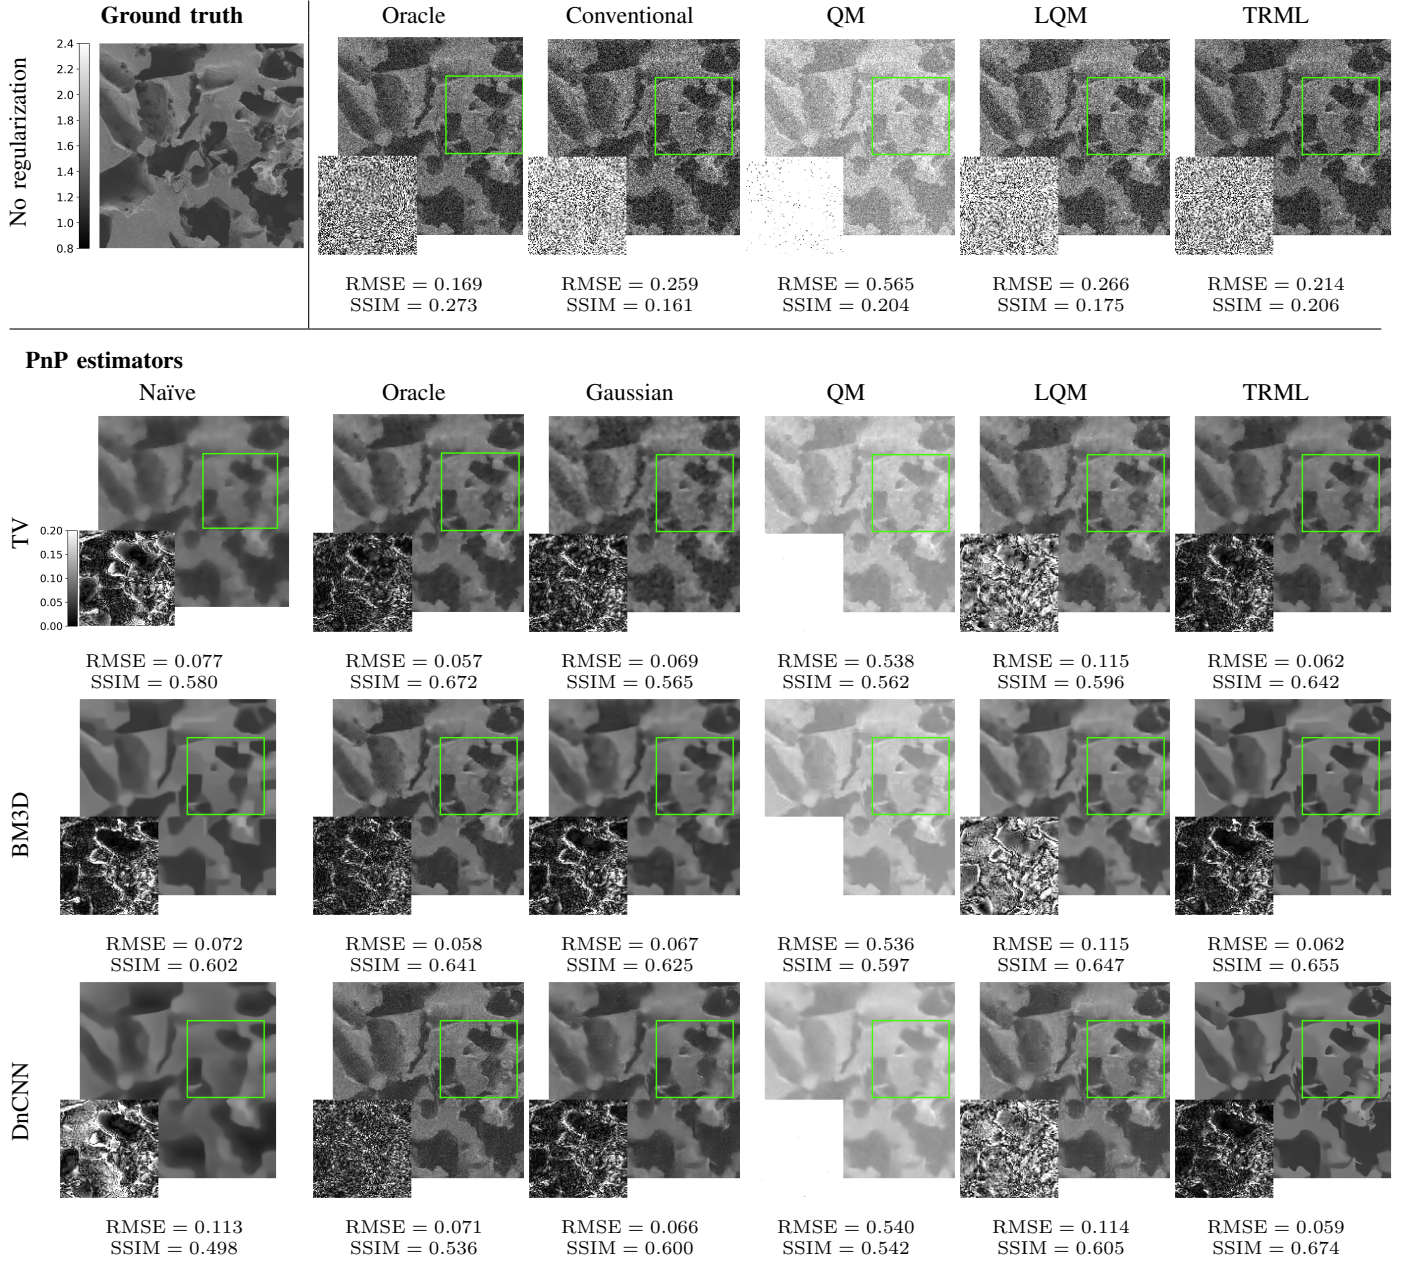 Ground truth Oracle Conventional QM LQM TRML
No regularization
2.4
2.2
2.0
1.8
1.6
1.4
1.2
1.0
0.8
RMSE = 0.169 RMSE = 0.259 RMSE = 0.565 RMSE = 0.266 RMSE = 0.214
SSIM = 0.273 SSIM = 0.161 SSIM = 0.204 SSIM = 0.175 SSIM = 0.206
PnP estimators
Naïve Oracle Gaussian QM LQM TRML
TV
0.20
0.15
0.10
0.05
0.00
RMSE = 0.077 RMSE = 0.057 RMSE = 0.069 RMSE = 0.538 RMSE = 0.115 RMSE = 0.062
SSIM = 0.580 SSIM = 0.672 SSIM = 0.565 SSIM = 0.562 SSIM = 0.596 SSIM = 0.642
BM3D
RMSE = 0.072 RMSE = 0.058 RMSE = 0.067 RMSE = 0.536 RMSE = 0.115 RMSE = 0.062
SSIM = 0.602 SSIM = 0.641 SSIM = 0.625 SSIM = 0.597 SSIM = 0.647 SSIM = 0.655
DnCNN
RMSE = 0.113 RMSE = 0.071 RMSE = 0.066 RMSE = 0.540 RMSE = 0.114 RMSE = 0.059
SSIM = 0.498 SSIM = 0.536 SSIM = 0.600 SSIM = 0.542 SSIM = 0.605 SSIM = 0.674